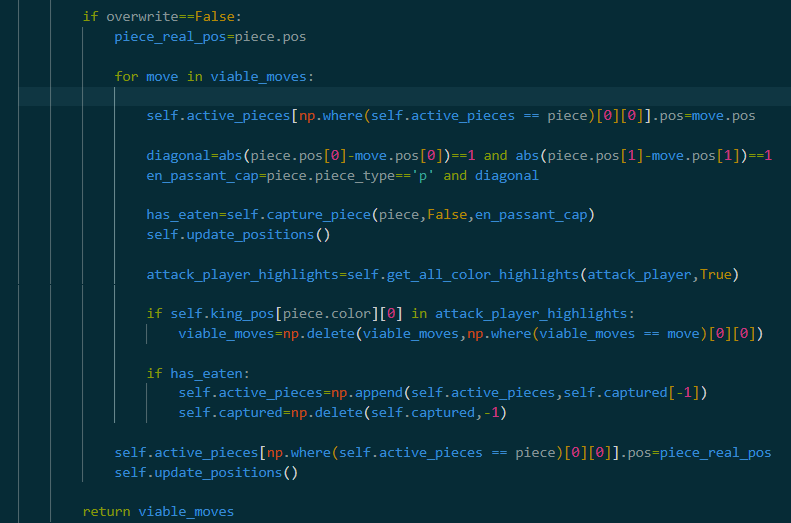 if overwrite==False:
piece_real_pos=piece.pos
for move in viable_moves:
self.active_pieces[np.where(self.active_pieces == piece)[0][0]].pos=move.pos
diagonal=abs(piece.pos[0]-move.pos[0])==1 and abs(piece.pos[1]-move.pos[1])==1
en_passant_cap=piece.piece_type=='p' and diagonal
has_eaten=self.capture_piece(piece,False,en_passant_cap)
self.update_positions()
attack_player_highlights=self.get_all_color_highlights(attack_player,True)
if self.king_pos[piece.color][0] in attack_player_highlights:
viable_moves=np.delete(viable_moves,np.where(viable_moves == move)[0][0])
if has_eaten:
self.active_pieces=np.append(self.active_pieces,self.captured[-1])
self.captured=np.delete(self.captured,-1)
self.active_pieces[np.where(self.active_pieces == piece)[0][0]].pos=piece_real_pos
self.update_positions()
return viable_moves